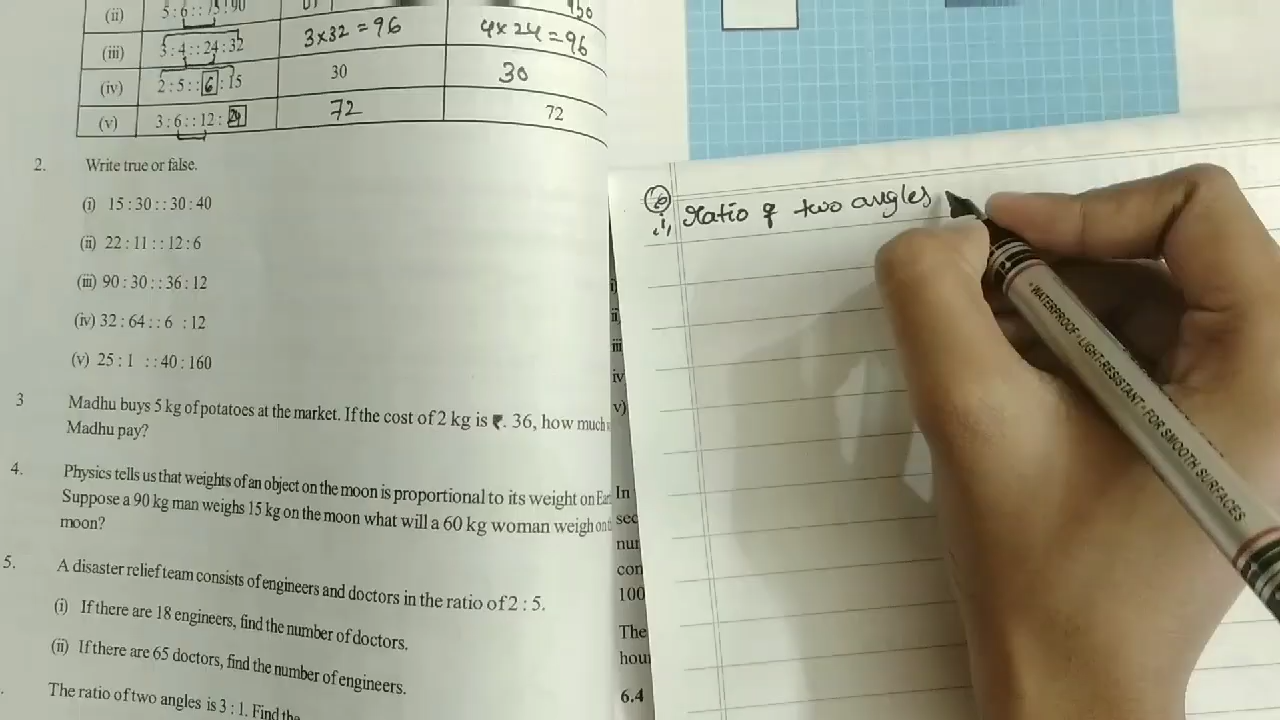 (ii) 5 : 6 : : 75 : 90
(iii) 3 : 4 : : 24 : 32 3 x 32 = 96 4 x 24 = 96
(iv) 2 : 5 : : 6 : 15 30 30
(v) 3 : 6 : : 12 : 24 72 72
2. Write true or false.
(i) 15 : 30 : : 30 : 40
(ii) 22 : 11 : : 12 : 6
(iii) 90 : 30 : : 36 : 12
(iv) 32 : 64 : : 6 : 12
(v) 25 : 1 : : 40 : 160
3 Madhu buys 5 kg of potatoes at the market. If the cost of 2 kg is ₹. 36, how much
Madhu pay?
4. Physics tells us that weights of an object on the moon is proportional to its weight on
Suppose a 90 kg man weighs 15 kg on the moon what will a 60 kg woman weigh on
moon?
5. A disaster relief team consists of engineers and doctors in the ratio of 2 : 5.
(i) If there are 18 engineers, find the number of doctors.
(ii) If there are 65 doctors, find the number of engineers.
The ratio of two angles is 3 : 1. Find the
⑥
i, Ratio of two angles
i)
ii,
iii
iv
v)
In
100
The
6.4
• WATERPROOF • LIGHT-RESISTANT • FOR SMOOTH SURFACES